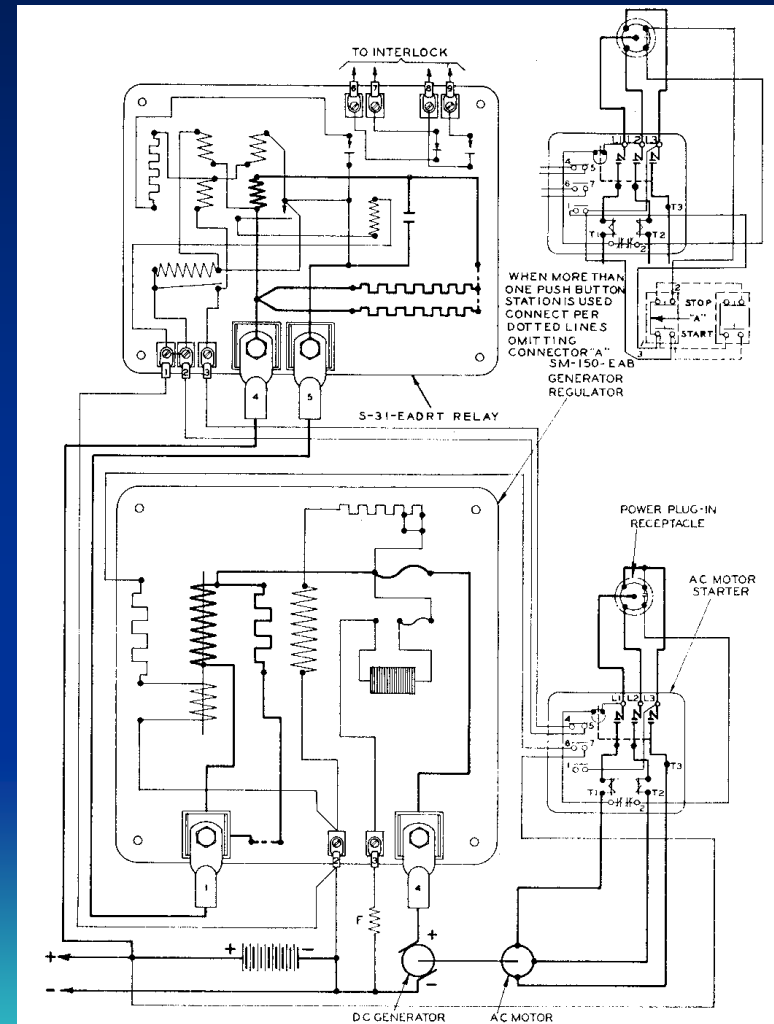 TO INTERLOCK
6 7 8 9
1 2 3
4 5
S-31-EADRT RELAY
L1 L2 L3
4 5
6 7
1
T3
T1 T2
2
WHEN MORE THAN
ONE PUSH BUTTON
STATION IS USED
CONNECT PER
DOTTED LINES
OMITTING
CONNECTOR "A"
2
STOP
"A"
START
3
SM-150-EAB
GENERATOR
REGULATOR
POWER PLUG-IN
RECEPTACLE
AC MOTOR
STARTER
L1 L2 L3
4 5
6 7
1
T3
T1 T2
2
1 2 3 4
F
+ -
+
-
+
-
DC GENERATOR
AC MOTOR